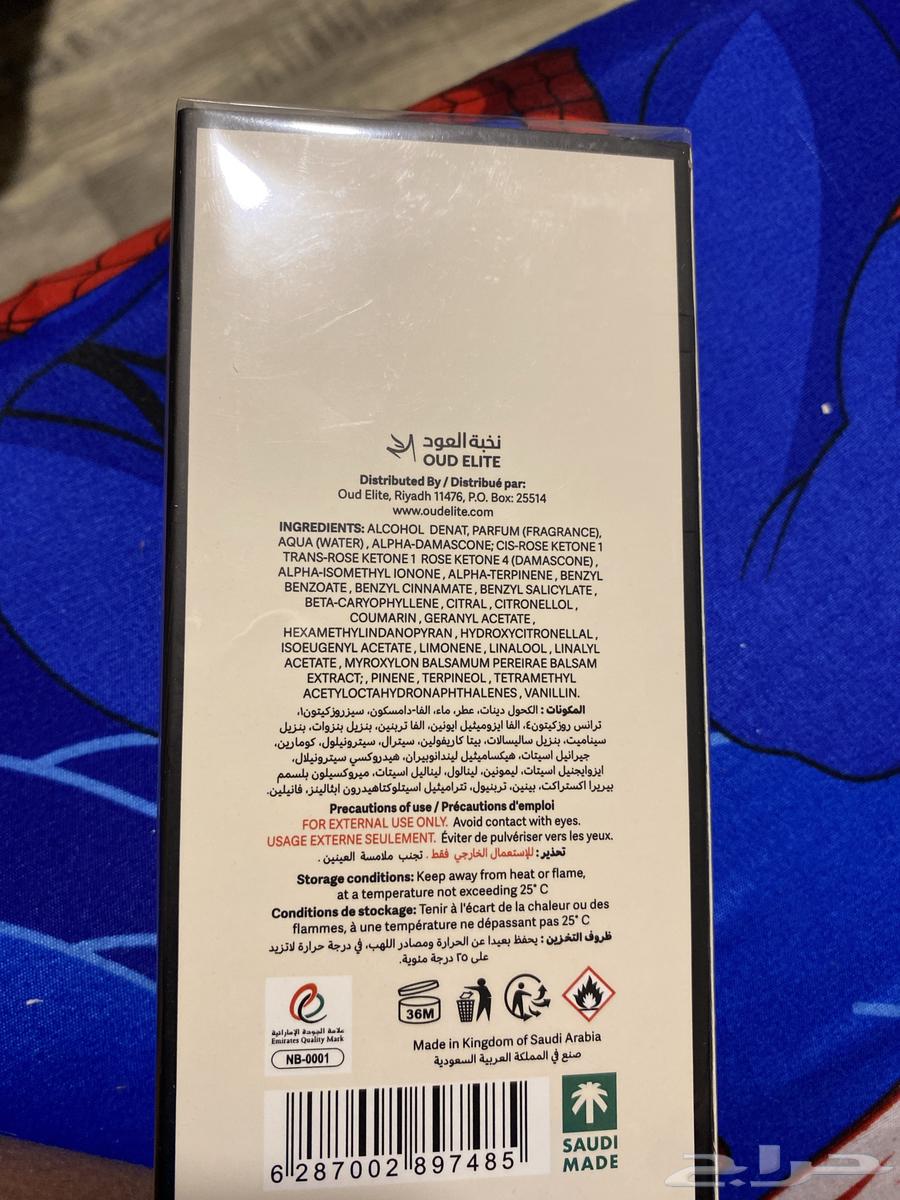 نخبة العود
OUD ELITE
Distributed By / Distribué par:
Oud Elite, Riyadh 11476, P.O. Box: 25514
www.oudelite.com
INGREDIENTS: ALCOHOL DENAT, PARFUM (FRAGRANCE),
AQUA (WATER) , ALPHA-DAMASCONE; CIS-ROSE KETONE 1
TRANS-ROSE KETONE 1 ROSE KETONE 4 (DAMASCONE) ,
ALPHA-ISOMETHYL IONONE , ALPHA-TERPINENE , BENZYL
BENZOATE , BENZYL CINNAMATE , BENZYL SALICYLATE ,
BETA-CARYOPHYLLENE , CITRAL , CITRONELLOL ,
COUMARIN , GERANYL ACETATE ,
HEXAMETHYLINDANOPYRAN , HYDROXYCITRONELLAL ,
ISOEUGENYL ACETATE , LIMONENE , LINALOOL , LINALYL
ACETATE , MYROXYLON BALSAMUM PEREIRAE BALSAM
EXTRACT; , PINENE , TERPINEOL , TETRAMETHYL
ACETYLOCTAHYDRONAPHTHALENES , VANILLIN.
المكونات : الكحول دينات، عطر، ماء، الفا-دامسكون، سيزروزكيتون١،
ترانس روزكيتون٤، الفا ايزوميثيل ايونين، الفا تربنين، بنزيل بنزوات، بنزيل
سيناميت، بنزيل ساليسالات، بيتا كاريفولين، سيترال، سيترونيلول، كومارين،
جيرانيل اسيتات، هيكساميثيل ليندانوبيران، هيدروكسي سيترونيلال،
ايزوايجنيل اسيتات، ليمونين، لينالول، لينالیل اسيتات، ميروكسيلون بلسمم
بيريرا اكستراكت، بينين، تربنيول، تتراميثيل اسيتلوكتاهيدرون ابثالينز، فانيلين.
Precautions of use / Précautions d'emploi
FOR EXTERNAL USE ONLY. Avoid contact with eyes.
USAGE EXTERNE SEULEMENT. Éviter de pulvériser vers les yeux.
تحذير : للإستعمال الخارجي فقط . تجنب ملامسة العينين .
Storage conditions: Keep away from heat or flame,
at a temperature not exceeding 25° C
Conditions de stockage: Tenir à l'écart de la chaleur ou des
flammes, à une température ne dépassant pas 25° C
ظروف التخزين : يحفظ بعيدا عن الحرارة ومصادر اللهب، في درجة حرارة لاتزيد
على ٢٥ درجة مئوية.
36M
علامة الجودة الإماراتية
Emirates Quality Mark
NB-0001
Made in Kingdom of Saudi Arabia
صنع في المملكة العربية السعودية
6 287002 897485
SAUDI
MADE
حراج